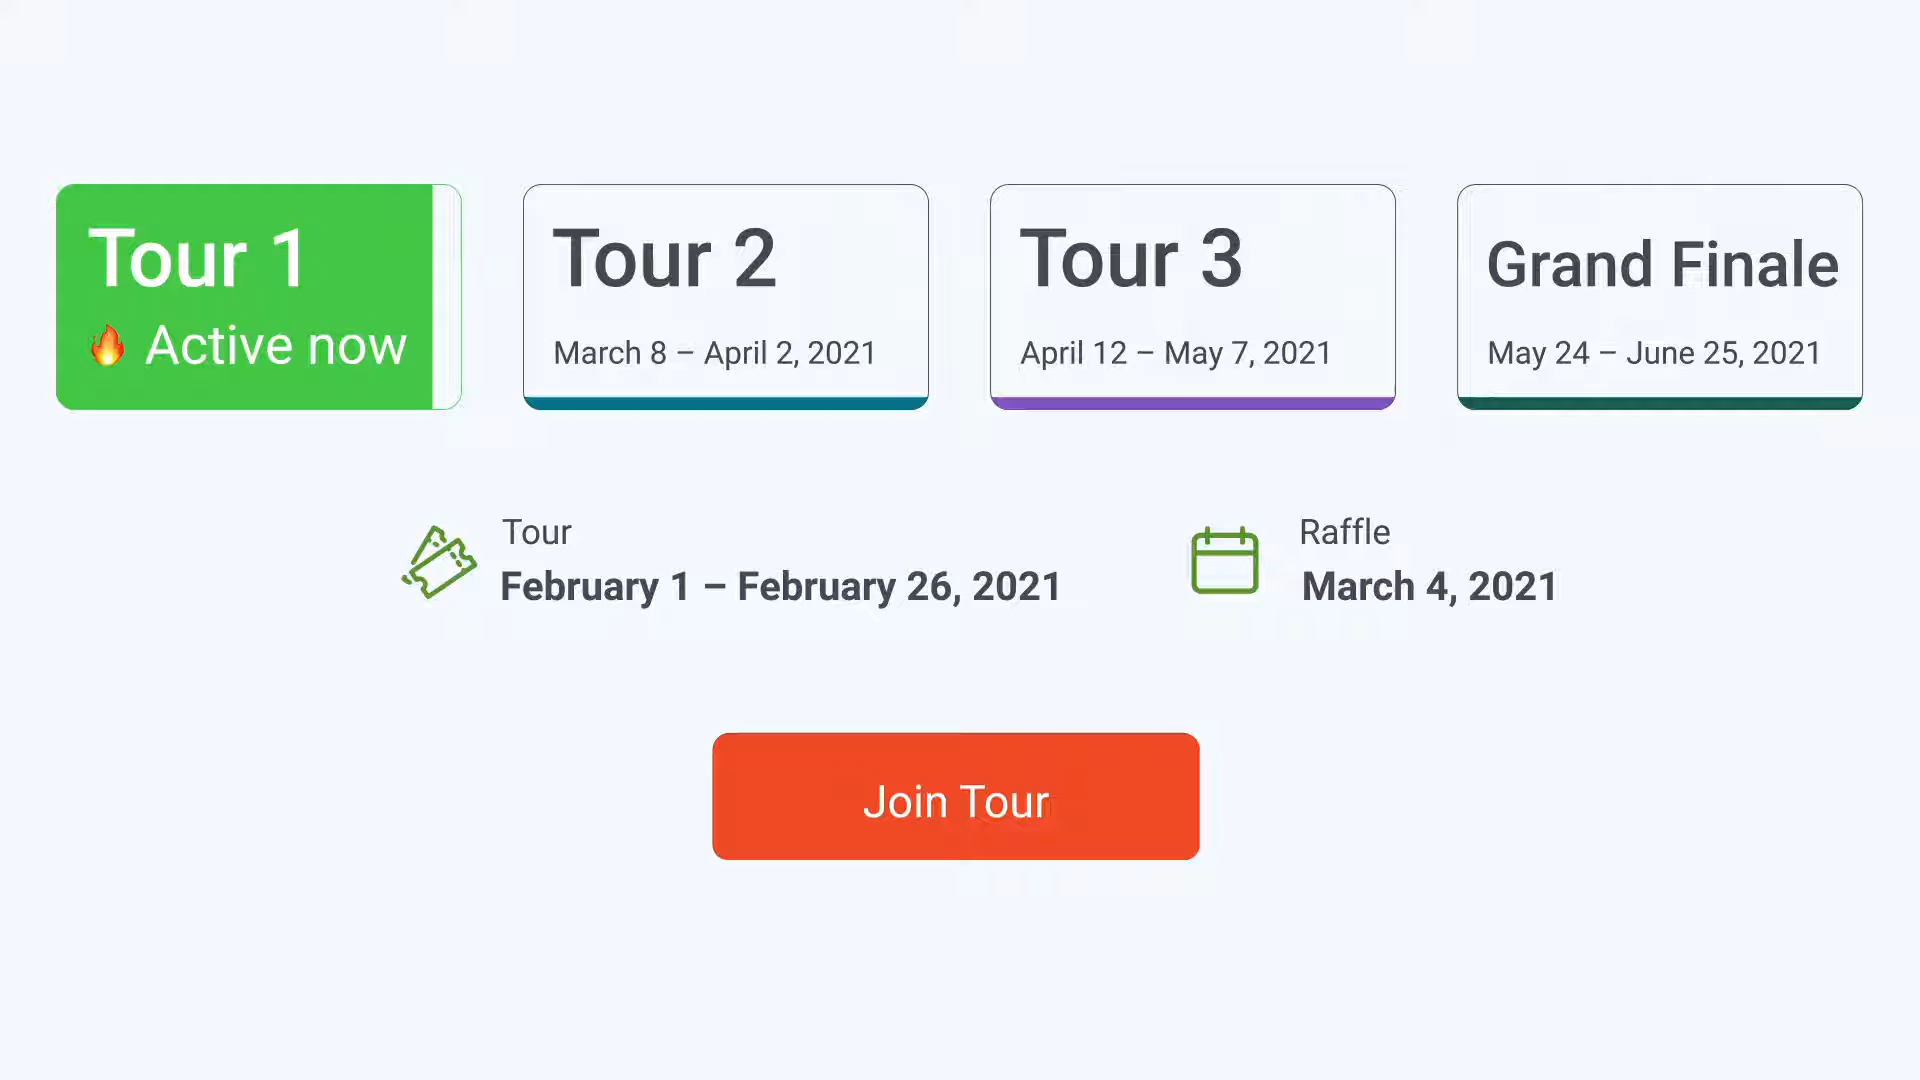 Tour 1
🔥 Active now
Tour 2
March 8 – April 2, 2021
Tour 3
April 12 – May 7, 2021
Grand Finale
May 24 – June 25, 2021
Tour
February 1 – February 26, 2021
Raffle
March 4, 2021
Join Tour